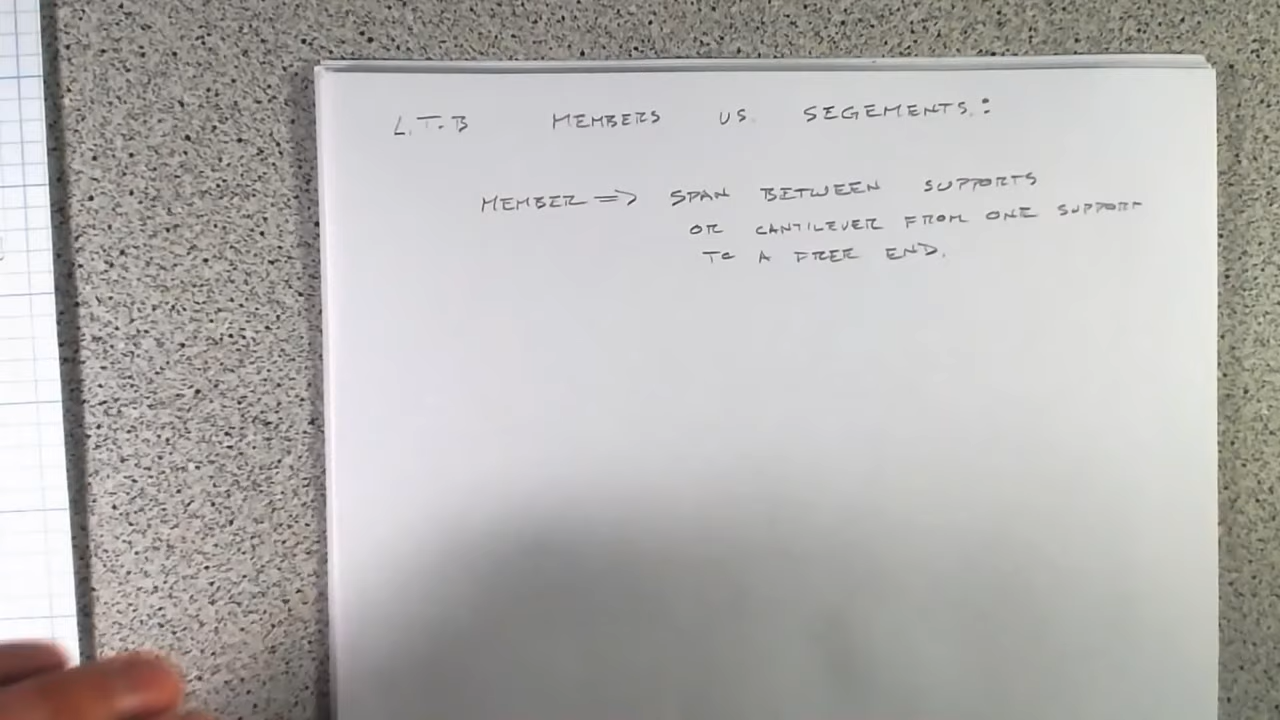 L.T.B MEMBERS VS. SEGEMENTS:
MEMBER => SPAN BETWEEN SUPPORTS
OR CANTILEVER FROM ONE SUPPORT
TO A FREE END.